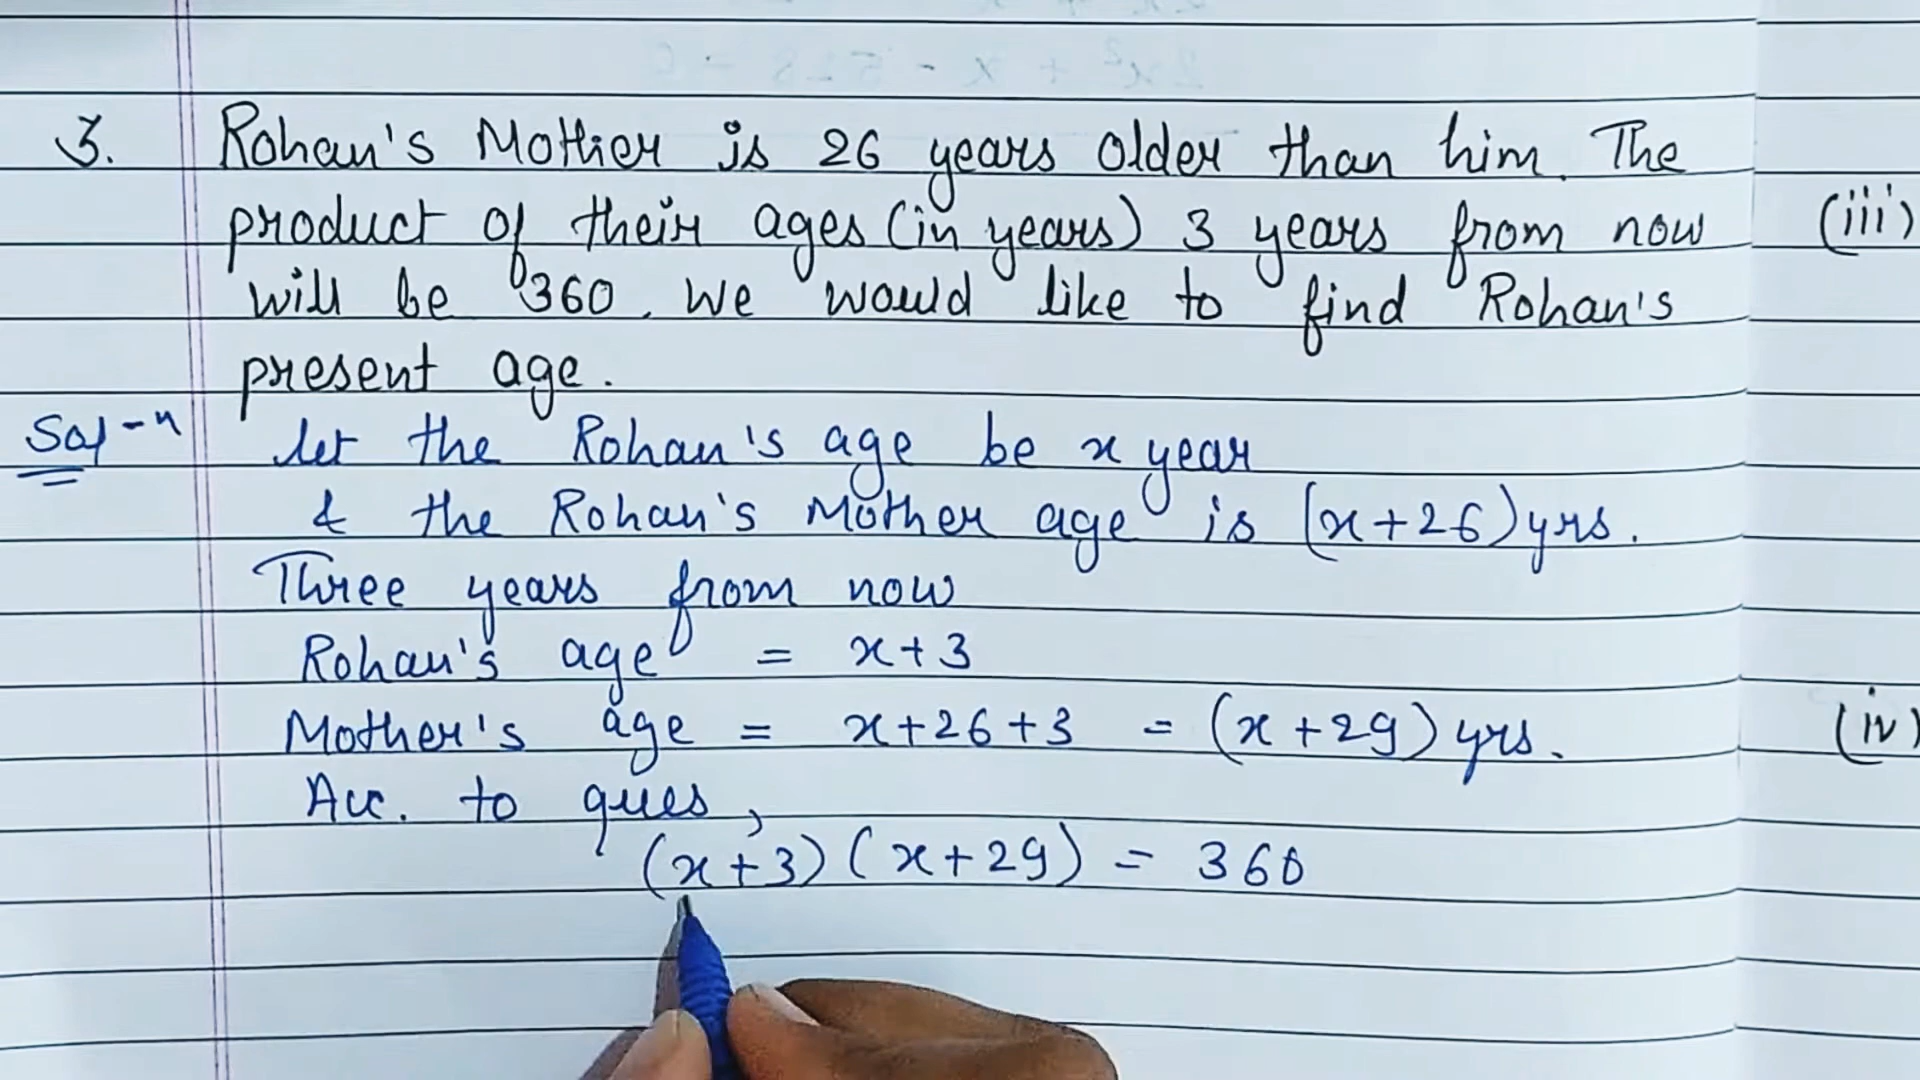 3. Rohan's Mother is 26 years older than him. The
product of their ages (in years) 3 years from now
will be 360. We would like to find Rohan's
present age.
Sol-n let the Rohan's age be x year
& the Rohan's Mother age is (x+26) yrs.
Three years from now
Rohan's age = x+3
Mother's age = x+26+3 = (x+29) yrs.
Acc. to ques,
(x+3)(x+29) = 360
(iii)
(iv)